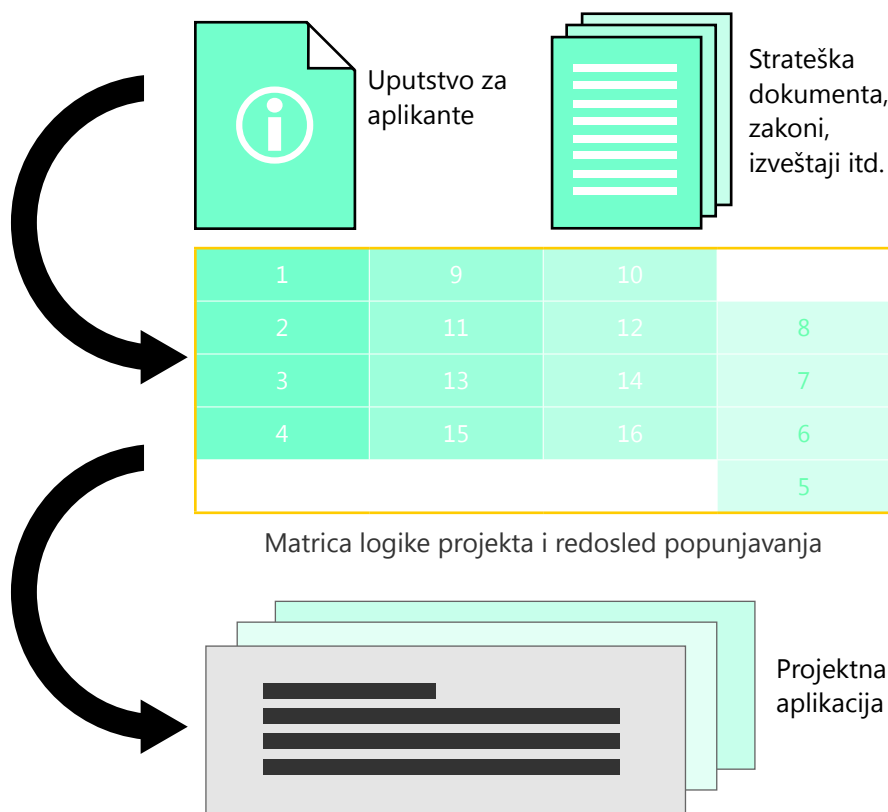 Uputstvo za
aplikante
Strateška
dokumenta,
zakoni,
izveštaji itd.
1 9 10
2 11 12 8
3 13 14 7
4 15 16 6
5
Matrica logike projekta i redosled popunjavanja
Projektna
aplikacija